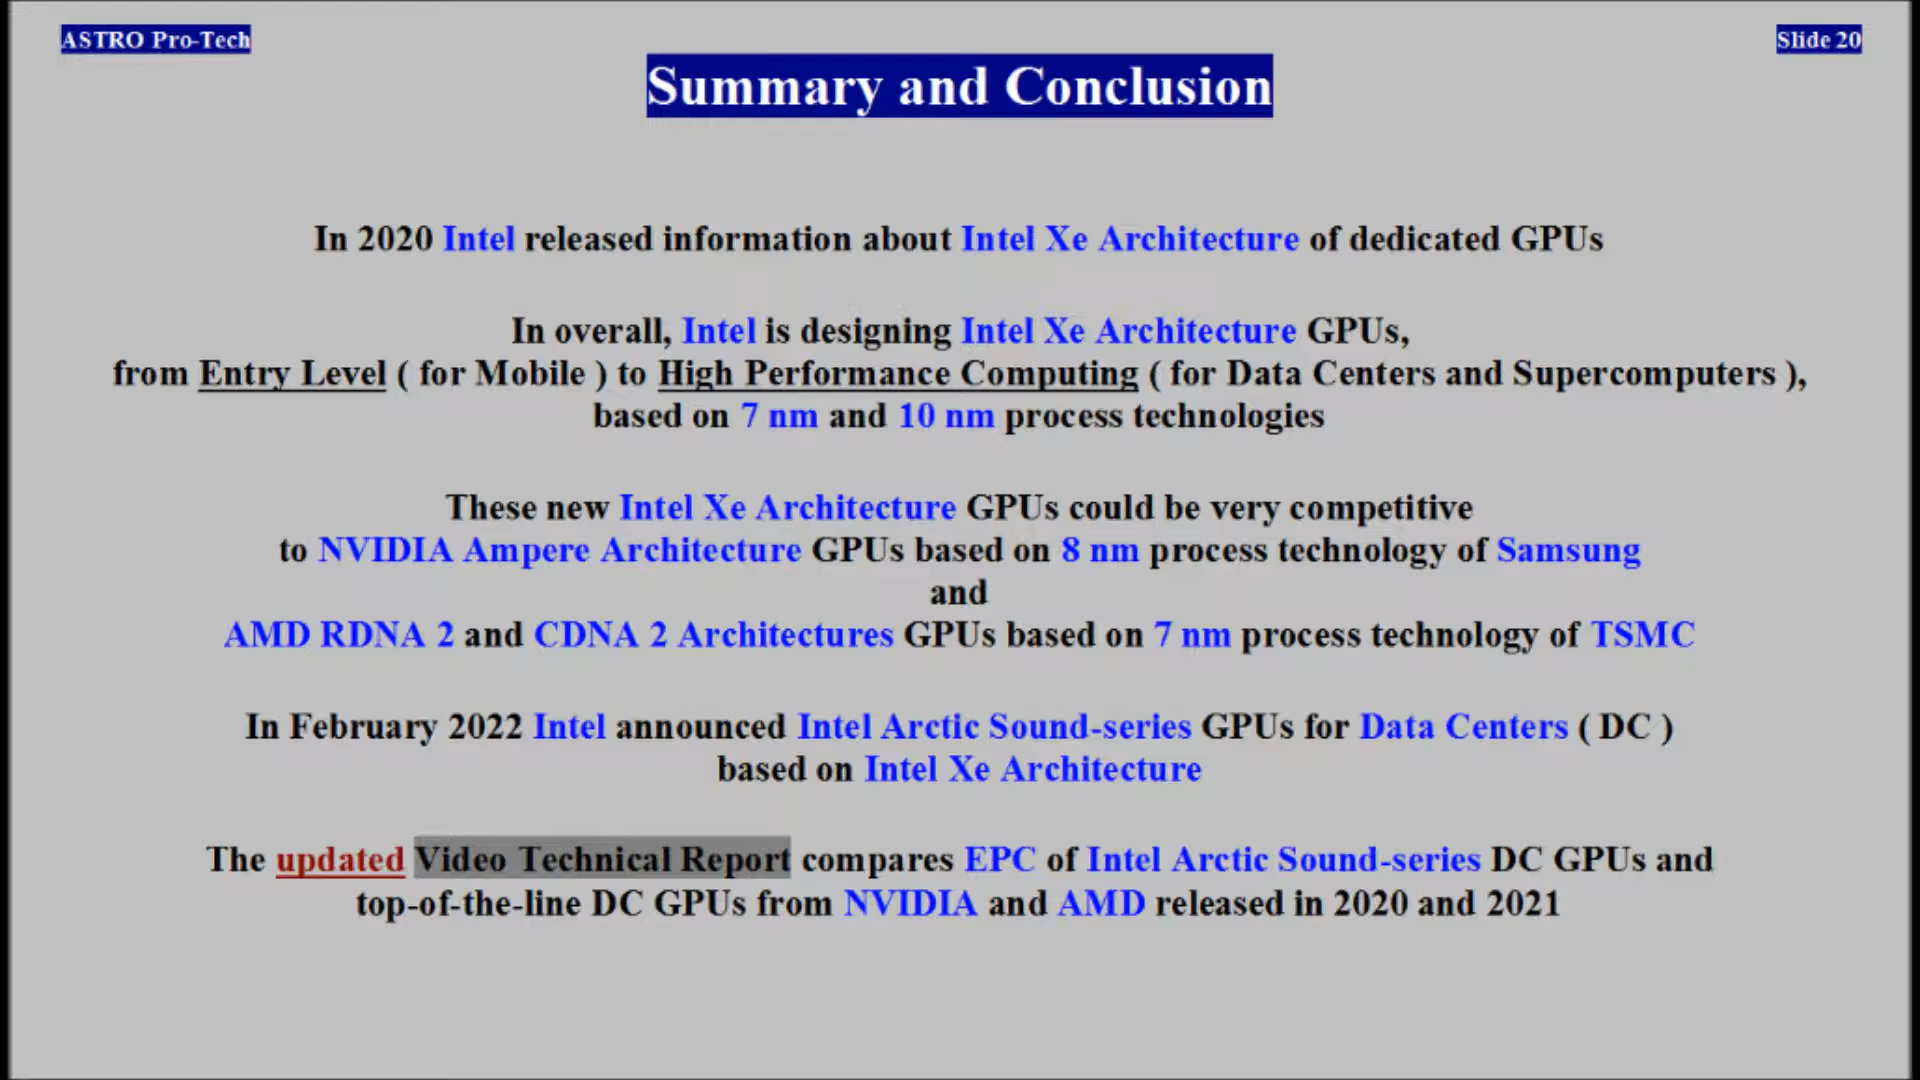 ASTRO Pro-Tech
Slide 20
Summary and Conclusion
In 2020 Intel released information about Intel Xe Architecture of dedicated GPUs
In overall, Intel is designing Intel Xe Architecture GPUs,
from Entry Level ( for Mobile ) to High Performance Computing ( for Data Centers and Supercomputers ),
based on 7 nm and 10 nm process technologies
These new Intel Xe Architecture GPUs could be very competitive
to NVIDIA Ampere Architecture GPUs based on 8 nm process technology of Samsung
and
AMD RDNA 2 and CDNA 2 Architectures GPUs based on 7 nm process technology of TSMC
In February 2022 Intel announced Intel Arctic Sound-series GPUs for Data Centers ( DC )
based on Intel Xe Architecture
The updated Video Technical Report compares EPC of Intel Arctic Sound-series DC GPUs and
top-of-the-line DC GPUs from NVIDIA and AMD released in 2020 and 2021